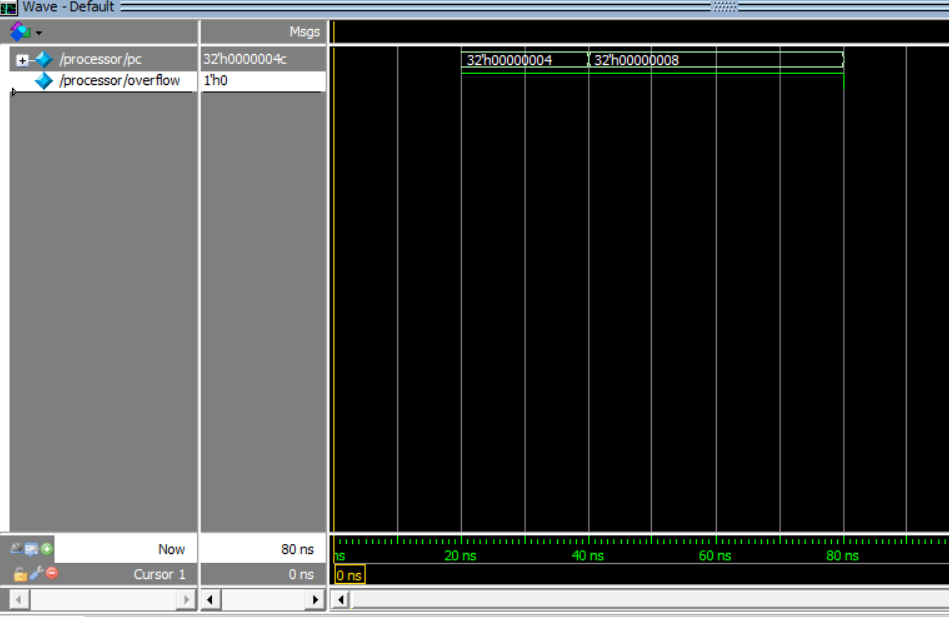 Wave - Default
Msgs
/processor/pc 32'h0000004c 32'h00000004 32'h00000008
/processor/overflow 1'h0
Now 80 ns ns 20 ns 40 ns 60 ns 80 ns
Cursor 1 0 ns 0 ns